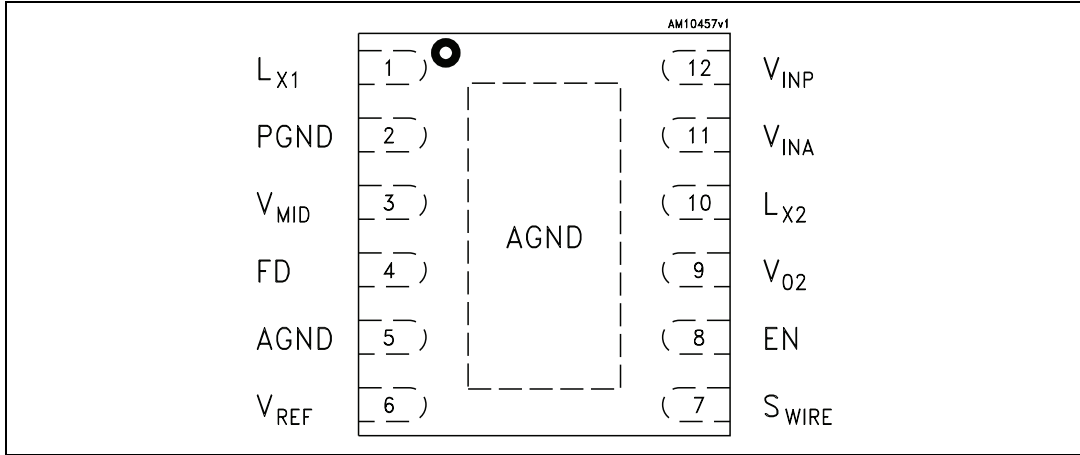 AM10457v1
LX1 1 12 VINP
PGND 2 11 VINA
VMID 3 10 LX2
AGND
FD 4 9 VO2
AGND 5 8 EN
VREF 6 7 SWIRE